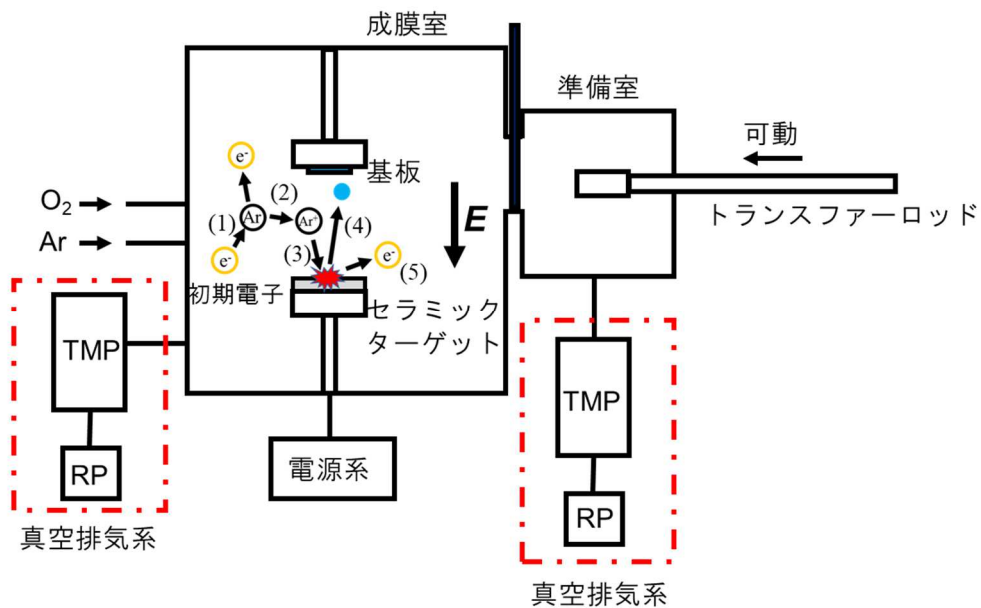 成膜室
準備室
可動
トランスファーロッド
基板
O2
Ar
e-
(1)
Ar
(2)
Ar+
(3)
(4)
e-
(5)
e-
初期電子
E
セラミック
ターゲット
TMP
RP
真空排気系
電源系
TMP
RP
真空排気系